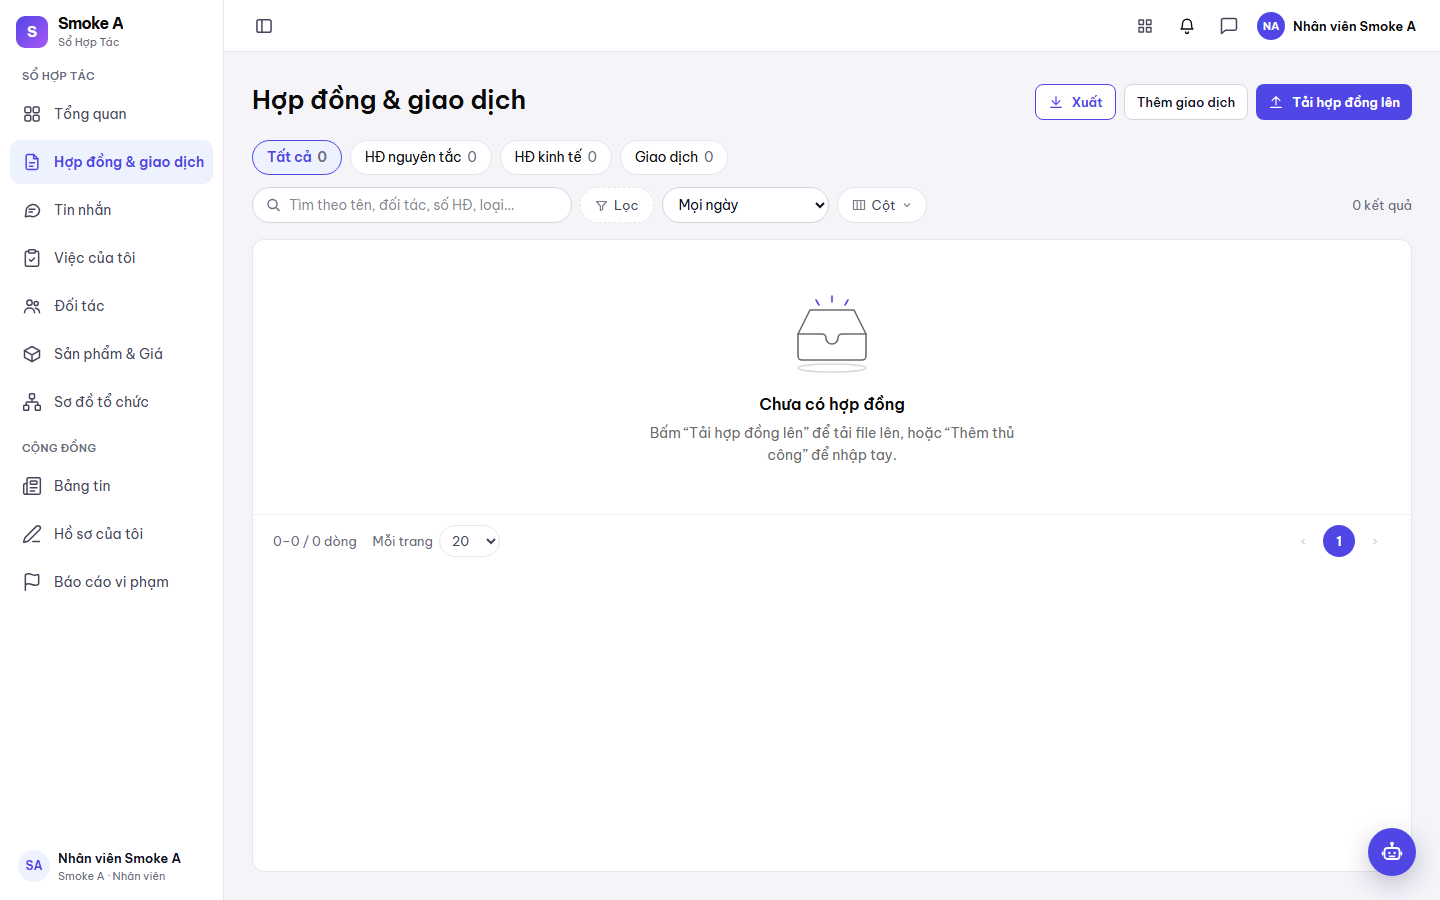 S
Smoke A
Sổ Hợp Tác
SỔ HỢP TÁC
Tổng quan
Hợp đồng & giao dịch
Tin nhắn
Việc của tôi
Đối tác
Sản phẩm & Giá
Sơ đồ tổ chức
CỘNG ĐỒNG
Bảng tin
Hồ sơ của tôi
Báo cáo vi phạm
SA
Nhân viên Smoke A
Smoke A · Nhân viên
NA Nhân viên Smoke A
Hợp đồng & giao dịch
Xuất Thêm giao dịch Tải hợp đồng lên
Tất cả 0 HĐ nguyên tắc 0 HĐ kinh tế 0 Giao dịch 0
Tìm theo tên, đối tác, số HĐ, loại... Lọc Mọi ngày Cột 0 kết quả
Chưa có hợp đồng
Bấm “Tải hợp đồng lên” để tải file lên, hoặc “Thêm thủ
công” để nhập tay.
0–0 / 0 dòng Mỗi trang 20 ‹ 1 ›